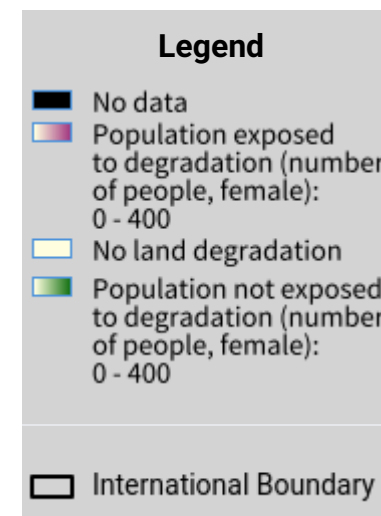 Legend
No data
Population exposed
to degradation (number
of people, female):
0 - 400
No land degradation
Population not exposed
to degradation (number
of people, female):
0 - 400
International Boundary